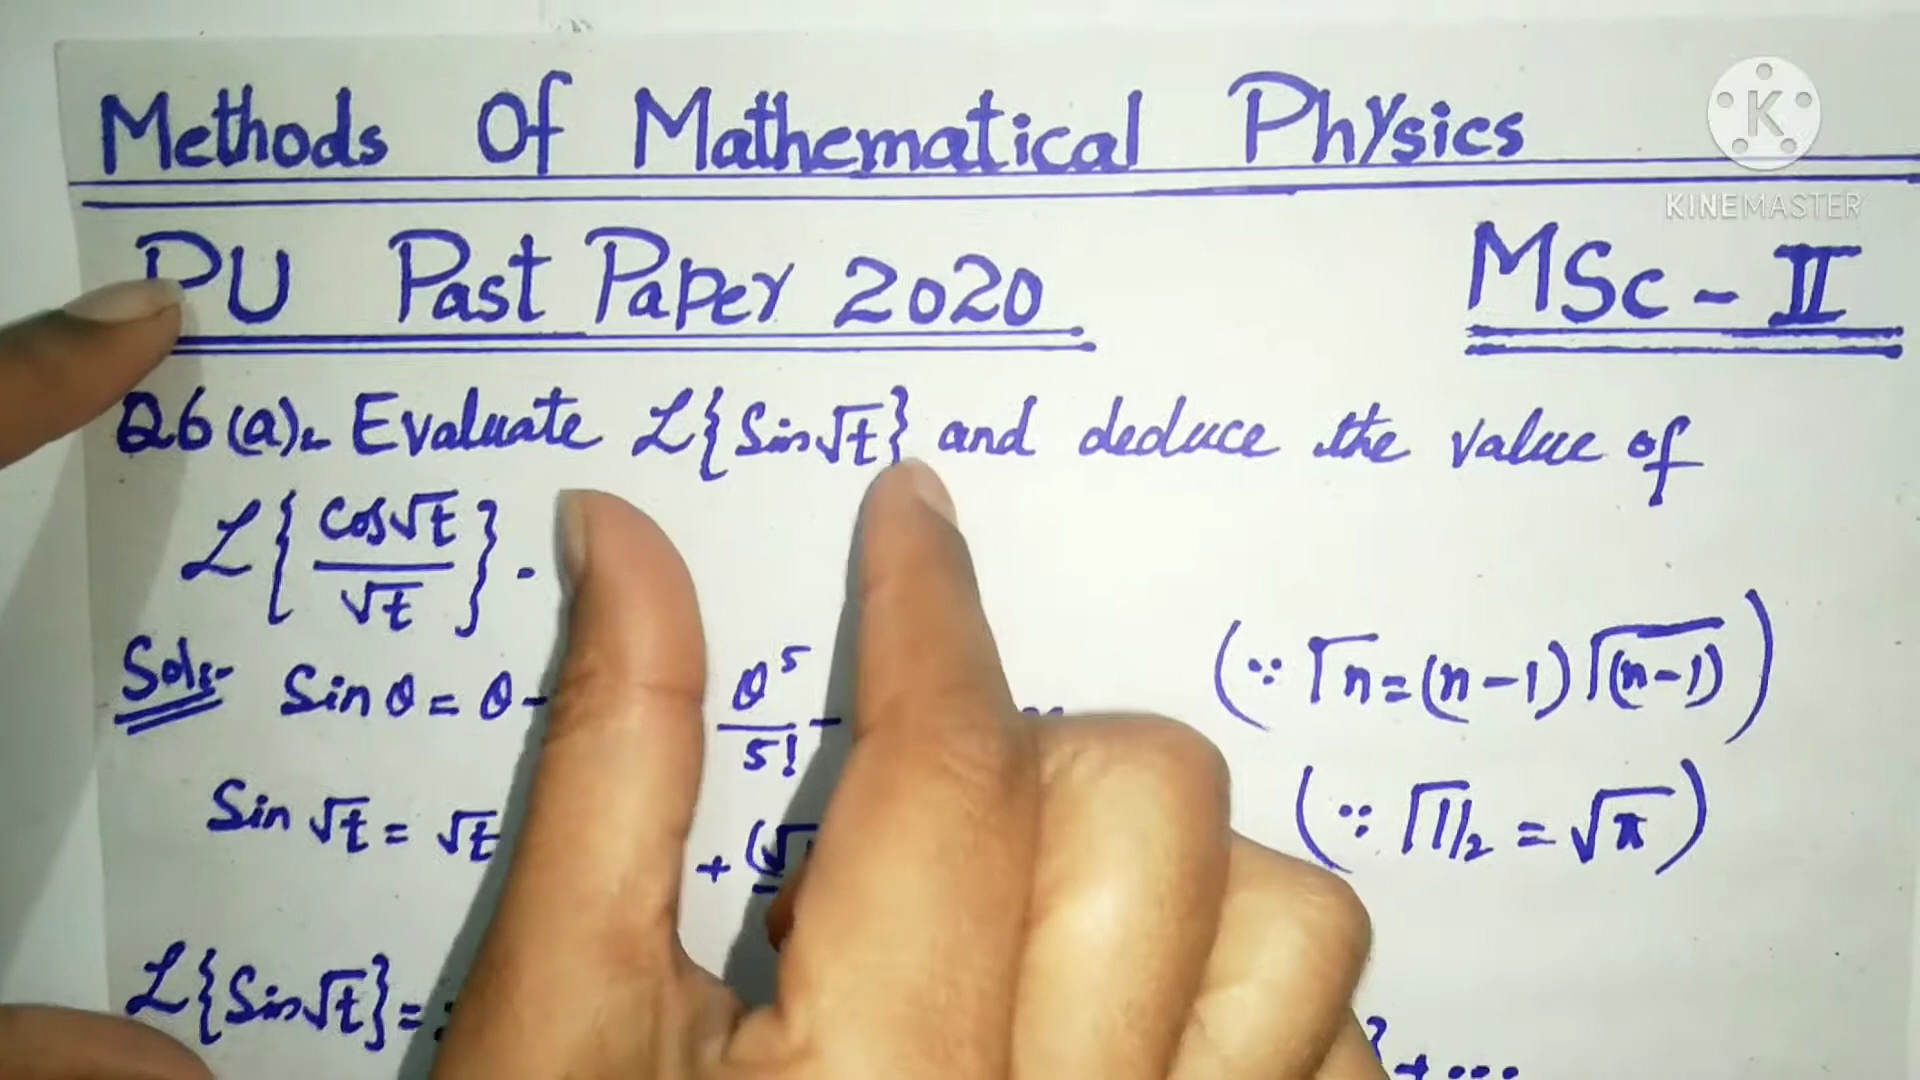 Methods Of Mathematical Physics
K
KINEMASTER
PU Past Paper 2020
MSc - II
Q6(a):- Evaluate ℒ{Sin√t} and deduce the value of
ℒ{cos√t/√t}.
Sol:- Sin θ = θ - θ⁵/5! -
(∵ Γn = (n-1) Γ(n-1))
Sin √t = √t + (√
(∵ Γ1/2 = √π)
ℒ{Sin√t} =
} + ...